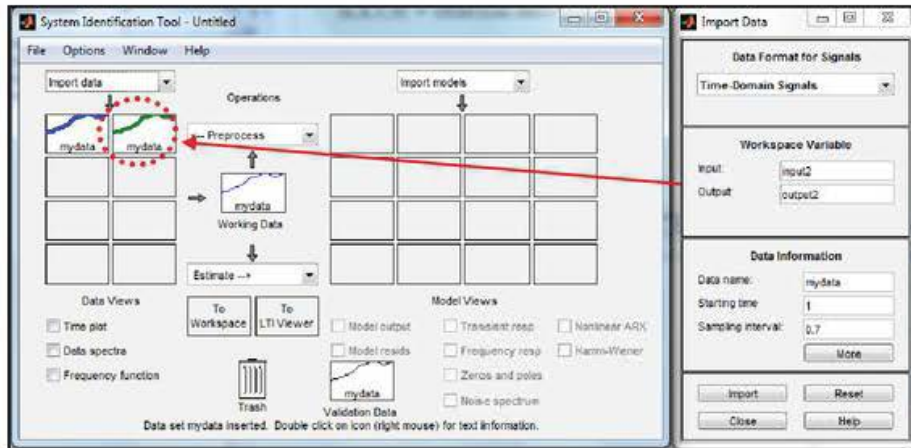 System Identification Tool - Untitled
File Options Window Help
Import data
Operations
Import models
mydata
mydata
<--- Preprocess
mydata
Working Data
Estimate -->
Data Views
To Workspace
To LTI Viewer
Model Views
Time plot
Data spectra
Frequency function
Model output
Transient resp
Nonlinear ARX
Model resids
Frequency resp
Hamm-Wiener
Zeros and poles
Noise spectrum
Trash
mydata
Validation Data
Data set mydata inserted. Double click on icon (right mouse) for text information.
Import Data
Data Format for Signals
Time-Domain Signals
Workspace Variable
Input: input2
Output: output2
Data Information
Data name: mydata
Starting time 1
Sampling interval: 0.7
More
Import Reset
Close Help